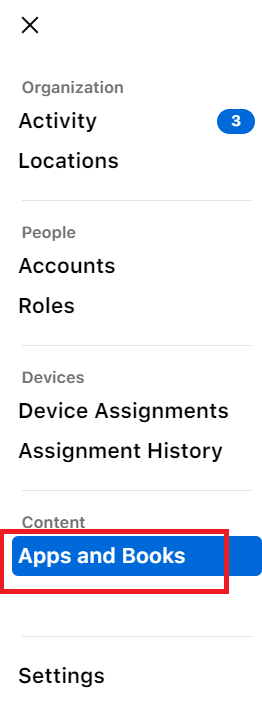 Organization
Activity 3
Locations
People
Accounts
Roles
Devices
Device Assignments
Assignment History
Content
Apps and Books
Settings